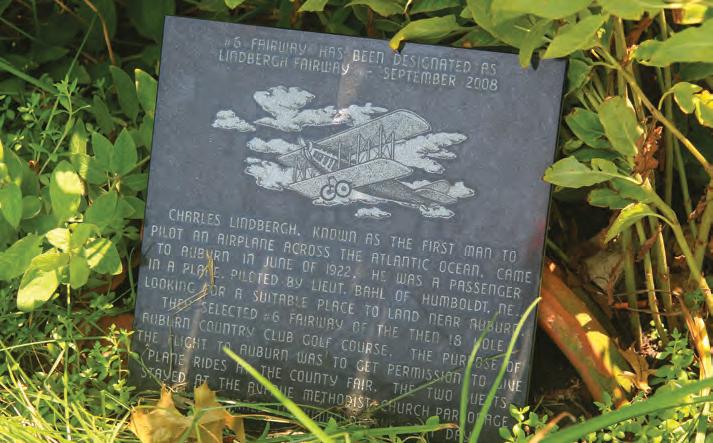 #6 FAIRWAY HAS BEEN DESIGNATED AS
LINDBERGH FAIRWAY - SEPTEMBER 2008
CHARLES LINDBERGH, KNOWN AS THE FIRST MAN TO
PILOT AN AIRPLANE ACROSS THE ATLANTIC OCEAN, CAME
TO AUBURN IN JUNE OF 1922. HE WAS A PASSENGER
IN A PLANE, PILOTED BY LIEUT. BAHL OF HUMBOLDT, NE.,
LOOKING FOR A SUITABLE PLACE TO LAND NEAR AUBURN.
THEY SELECTED #6 FAIRWAY OF THE THEN 18 HOLE
AUBURN COUNTRY CLUB GOLF COURSE. THE PURPOSE OF
THE FLIGHT TO AUBURN WAS TO GET PERMISSION TO GIVE
PLANE RIDES AT THE COUNTY FAIR. THE TWO GUESTS
STAYED THE AVENUE METHODIST CHURCH PARSONAGE
DAY